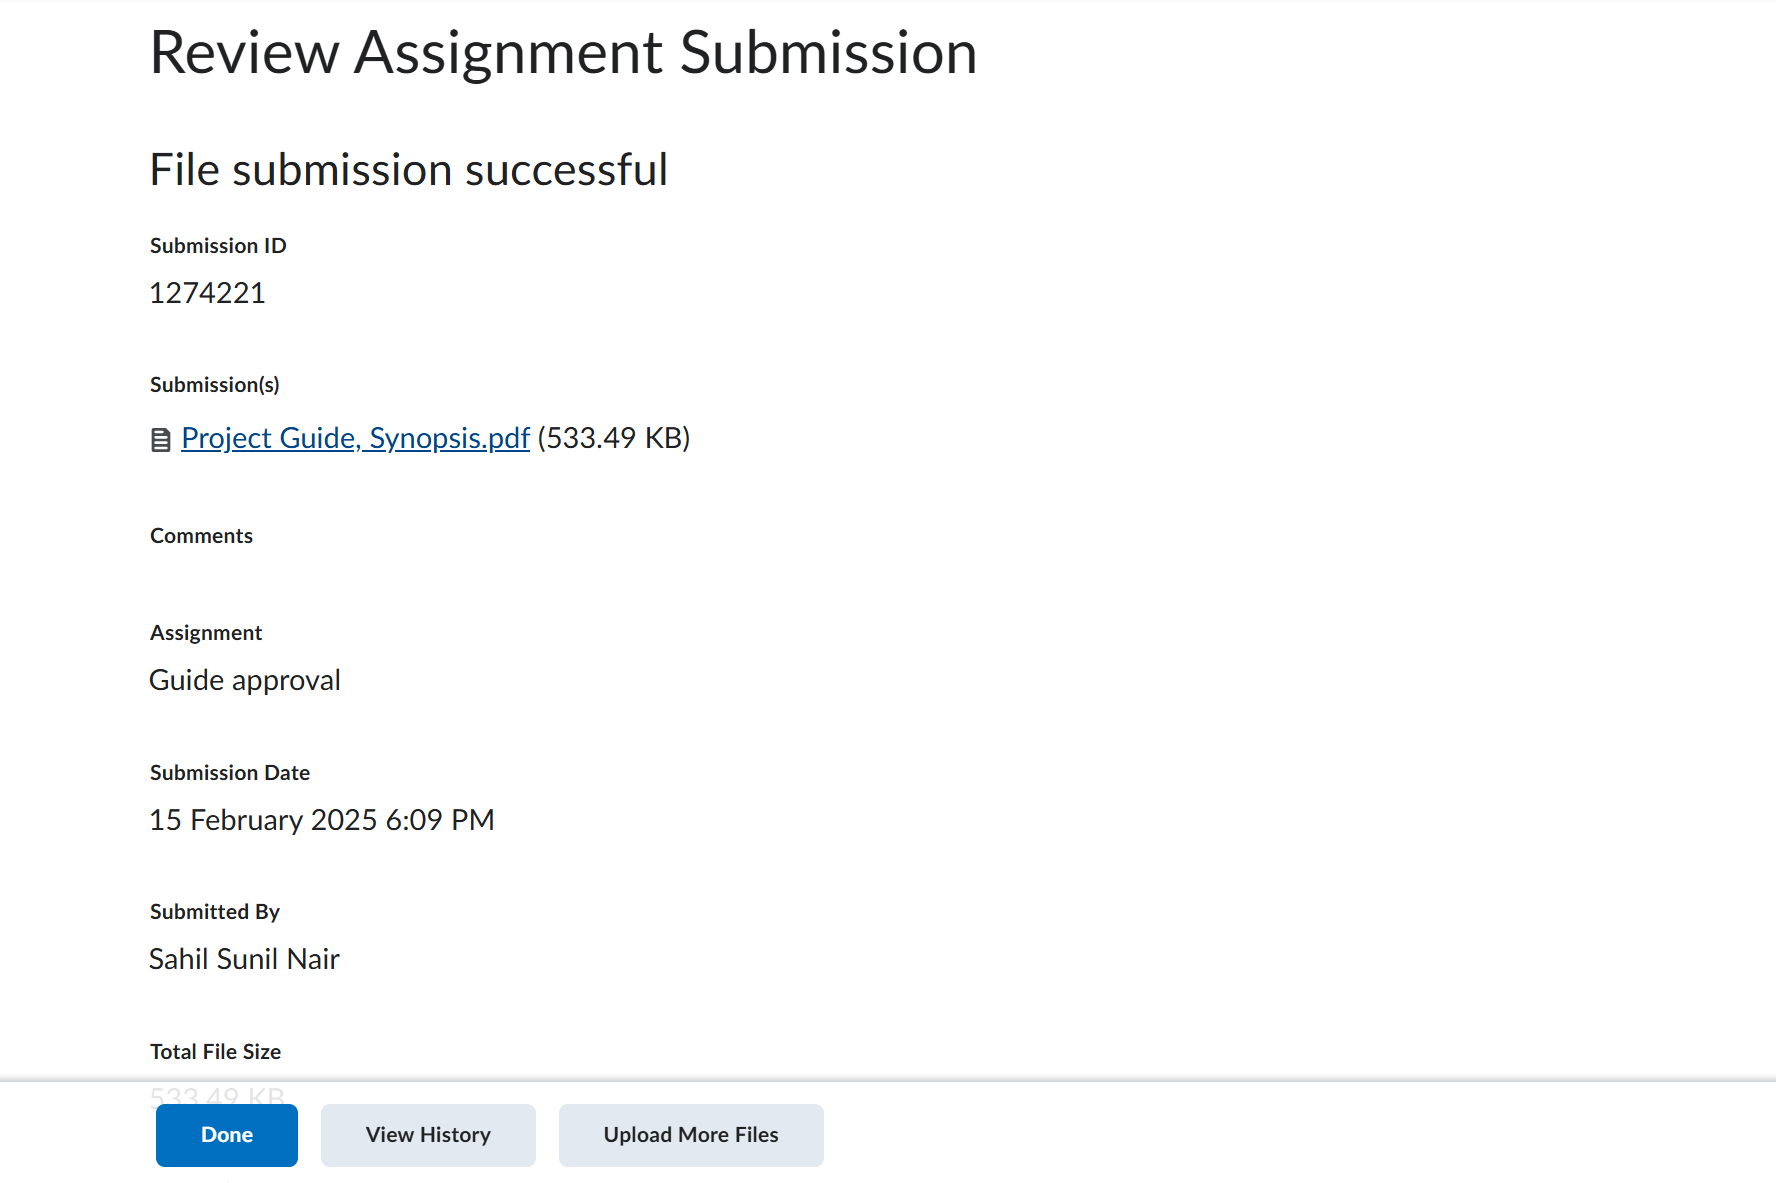 Review Assignment Submission
File submission successful
Submission ID
1274221
Submission(s)
Project Guide, Synopsis.pdf (533.49 KB)
Comments
Assignment
Guide approval
Submission Date
15 February 2025 6:09 PM
Submitted By
Sahil Sunil Nair
Total File Size
533.49 KB
Done
View History
Upload More Files